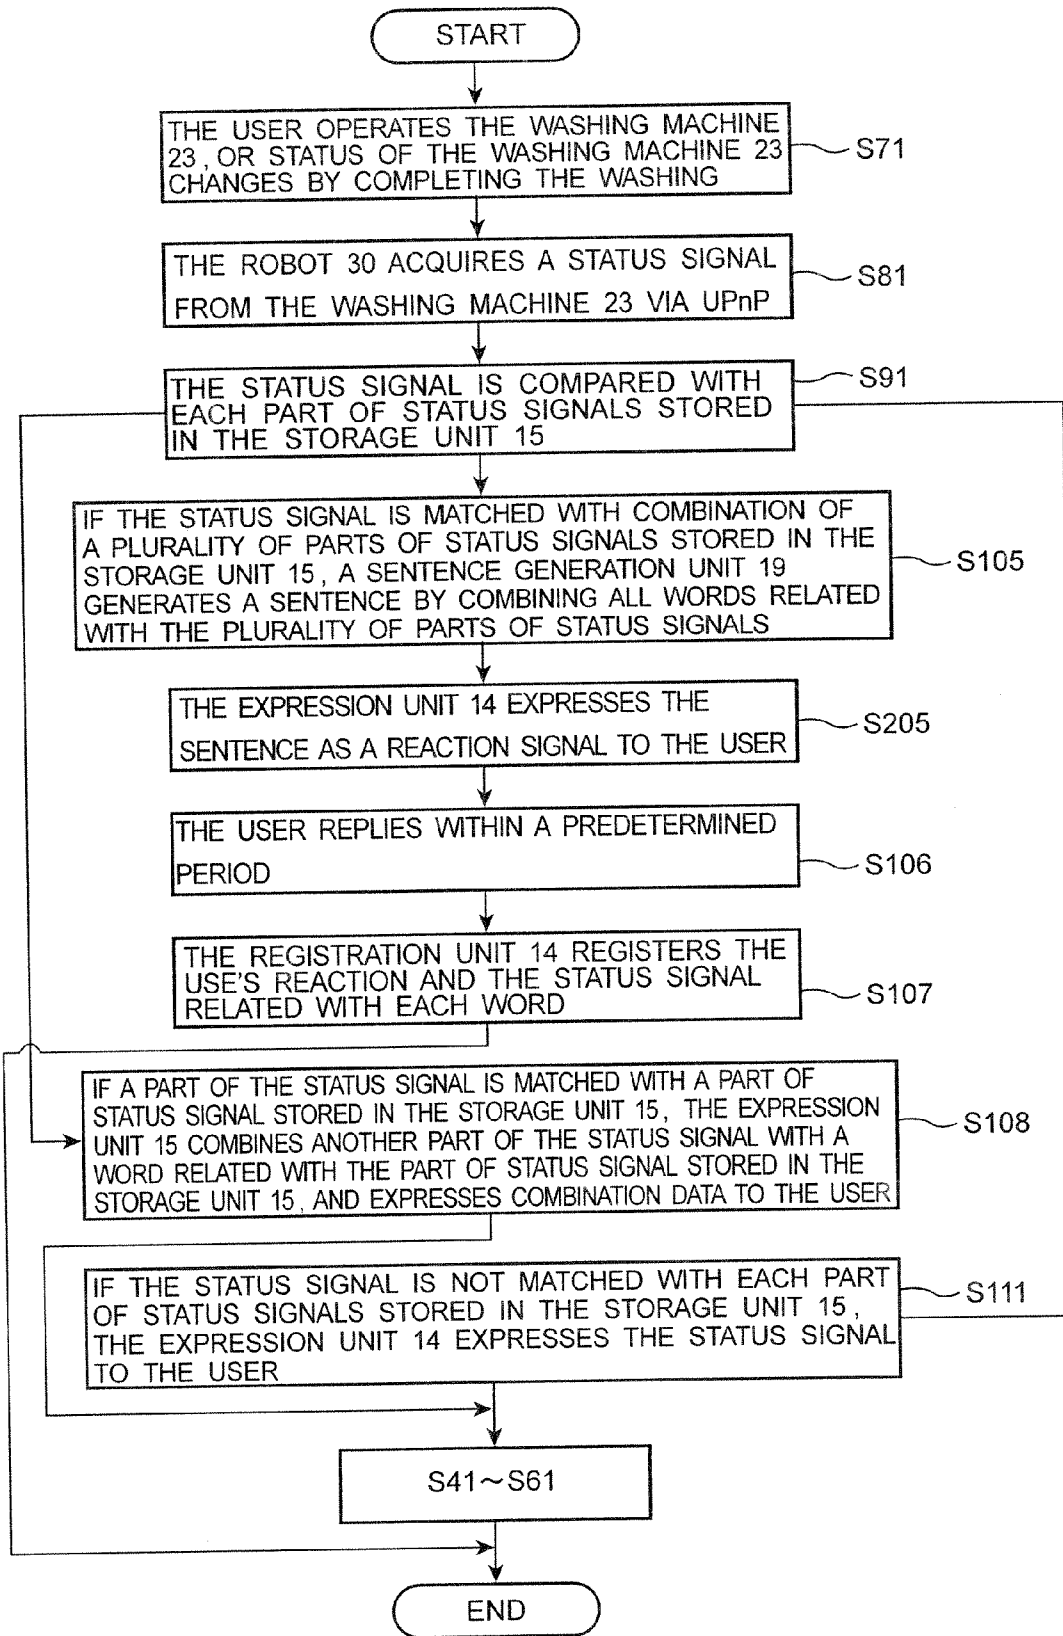 START
THE USER OPERATES THE WASHING MACHINE
23, OR STATUS OF THE WASHING MACHINE 23
CHANGES BY COMPLETING THE WASHING
S71
THE ROBOT 30 ACQUIRES A STATUS SIGNAL
FROM THE WASHING MACHINE 23 VIA UPnP
S81
THE STATUS SIGNAL IS COMPARED WITH
EACH PART OF STATUS SIGNALS STORED
IN THE STORAGE UNIT 15
S91
IF THE STATUS SIGNAL IS MATCHED WITH COMBINATION OF
A PLURALITY OF PARTS OF STATUS SIGNALS STORED IN THE
STORAGE UNIT 15, A SENTENCE GENERATION UNIT 19
GENERATES A SENTENCE BY COMBINING ALL WORDS RELATED
WITH THE PLURALITY OF PARTS OF STATUS SIGNALS
S105
THE EXPRESSION UNIT 14 EXPRESSES THE
SENTENCE AS A REACTION SIGNAL TO THE USER
S205
THE USER REPLIES WITHIN A PREDETERMINED
PERIOD
S106
THE REGISTRATION UNIT 14 REGISTERS THE
USE'S REACTION AND THE STATUS SIGNAL
RELATED WITH EACH WORD
S107
IF A PART OF THE STATUS SIGNAL IS MATCHED WITH A PART OF
STATUS SIGNAL STORED IN THE STORAGE UNIT 15, THE EXPRESSION
UNIT 15 COMBINES ANOTHER PART OF THE STATUS SIGNAL WITH A
WORD RELATED WITH THE PART OF STATUS SIGNAL STORED IN THE
STORAGE UNIT 15, AND EXPRESSES COMBINATION DATA TO THE USER
S108
IF THE STATUS SIGNAL IS NOT MATCHED WITH EACH PART
OF STATUS SIGNALS STORED IN THE STORAGE UNIT 15,
THE EXPRESSION UNIT 14 EXPRESSES THE STATUS SIGNAL
TO THE USER
S111
S41～S61
END